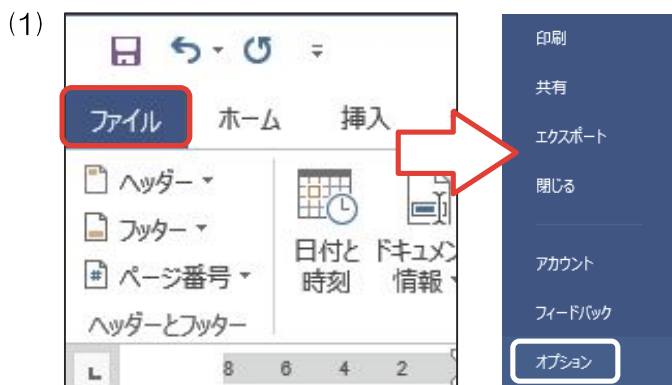 (1)
ファイル ホーム 挿入
ヘッダー
フッター
ページ番号
ヘッダーとフッター
日付と
時刻
ドキュメン
情報
L 8 6 4 2
印刷
共有
エクスポート
閉じる
アカウント
フィードバック
オプション